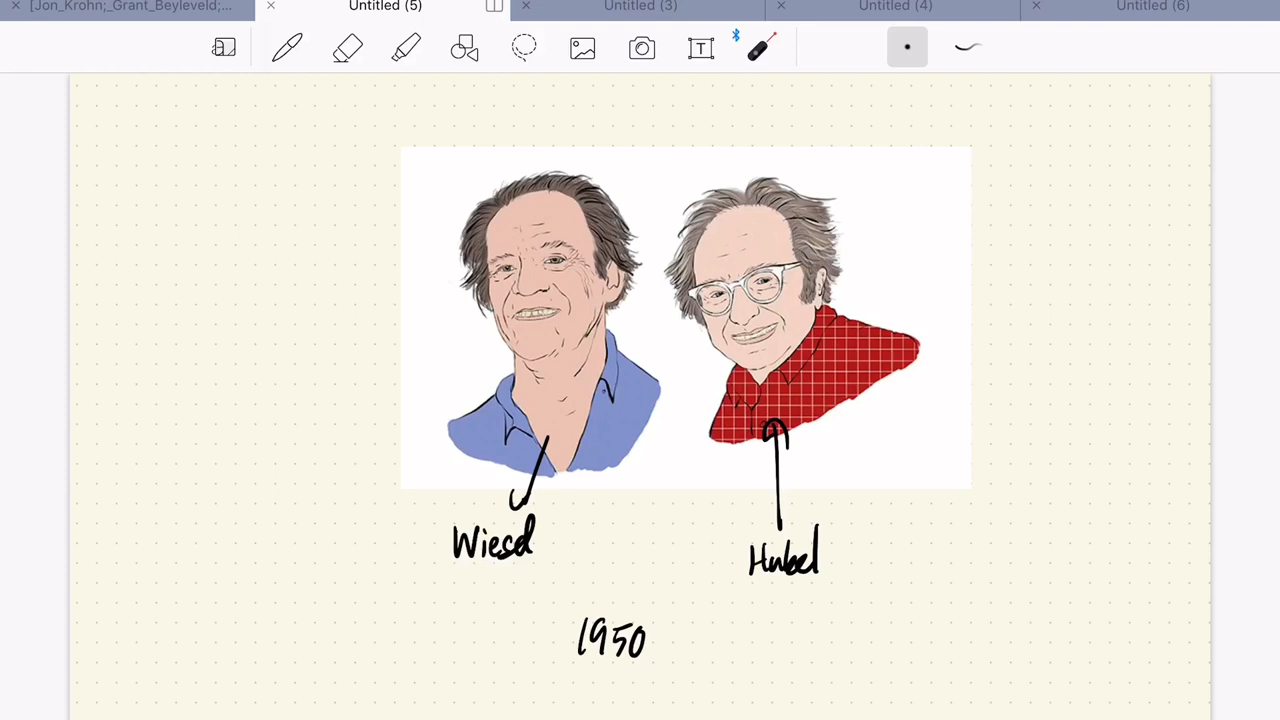 [Jon_Krohn;_Grant_Beyleveld;...
Untitled (5)
Untitled (3)
Untitled (4)
Untitled (6)
T
Wiesel
Hubel
1950